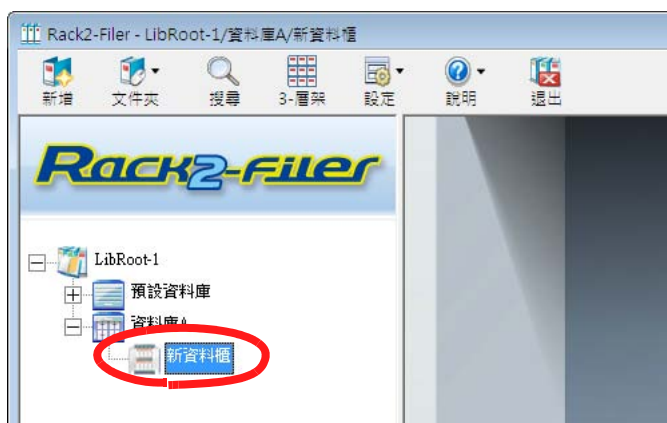 Rack2-Filer - LibRoot-1/資料庫A/新資料櫃
新增 文件夾 搜尋 3-層架 設定 說明 退出
Rack2-Filer
LibRoot-1
預設資料庫
資料庫A
新資料櫃